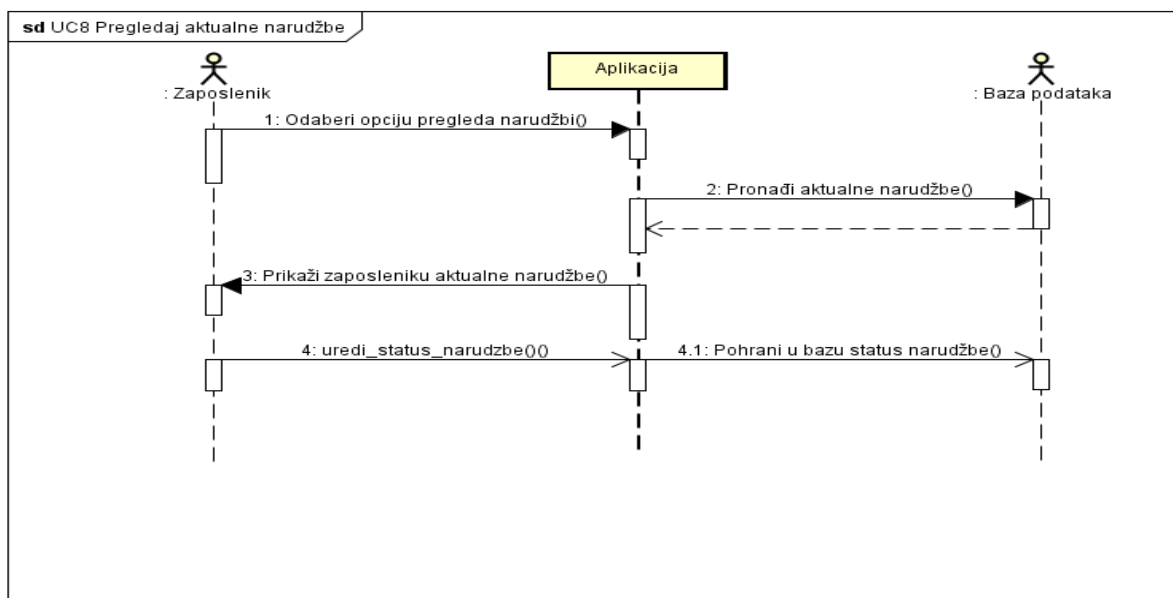 sd UC8 Pregledaj aktualne narudžbe
: Zaposlenik
Aplikacija
: Baza podataka
1: Odaberi opciju pregleda narudžbi()
2: Pronađi aktualne narudžbe()
3: Prikaži zaposleniku aktualne narudžbe()
4: uredi_status_narudzbe()()
4.1: Pohrani u bazu status narudžbe()